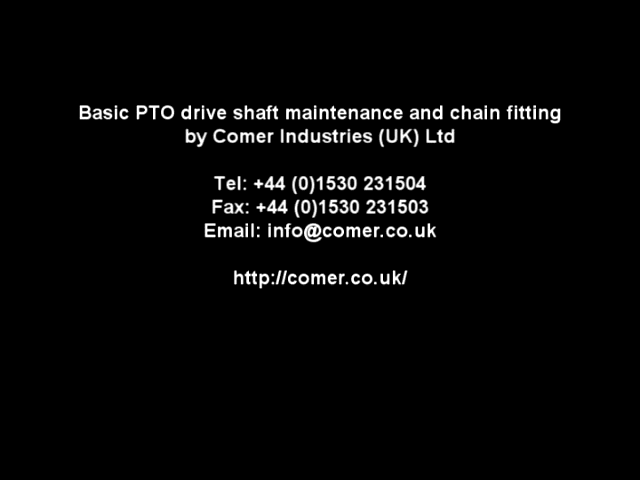 Basic PTO drive shaft maintenance and chain fitting
by Comer Industries (UK) Ltd
Tel: +44 (0)1530 231504
Fax: +44 (0)1530 231503
Email: info@comer.co.uk
http://comer.co.uk/